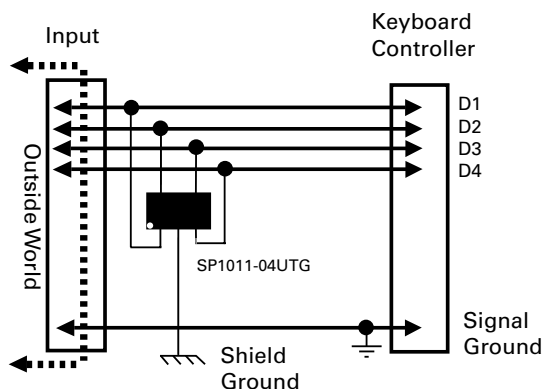 Input
Keyboard
Controller
D1
D2
D3
D4
Outside World
SP1011-04UTG
Shield
Ground
Signal
Ground